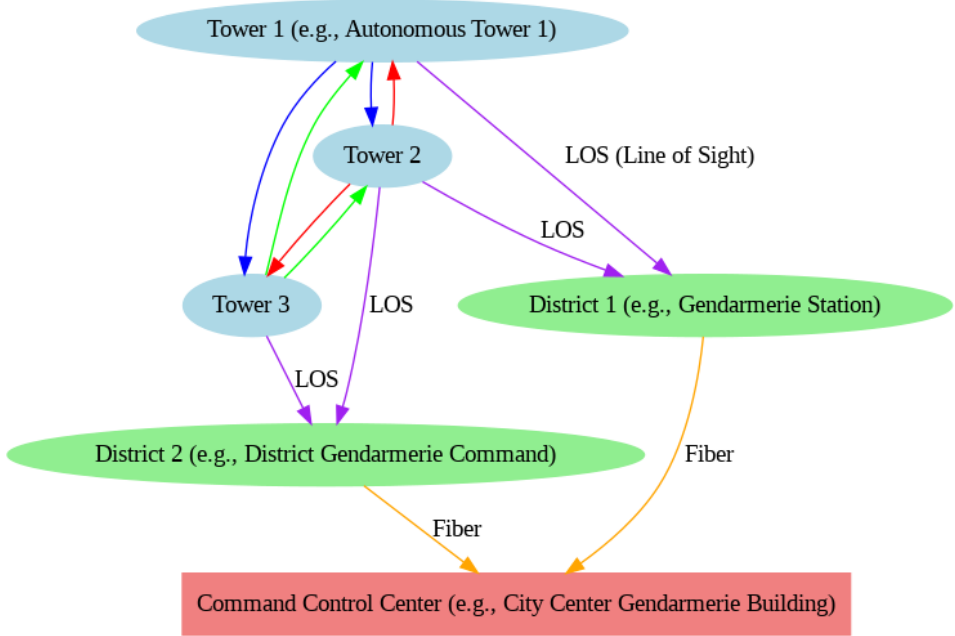 Tower 1 (e.g., Autonomous Tower 1)
LOS (Line of Sight)
Tower 2
LOS
Tower 3
LOS
District 1 (e.g., Gendarmerie Station)
LOS
District 2 (e.g., District Gendarmerie Command)
Fiber
Fiber
Command Control Center (e.g., City Center Gendarmerie Building)